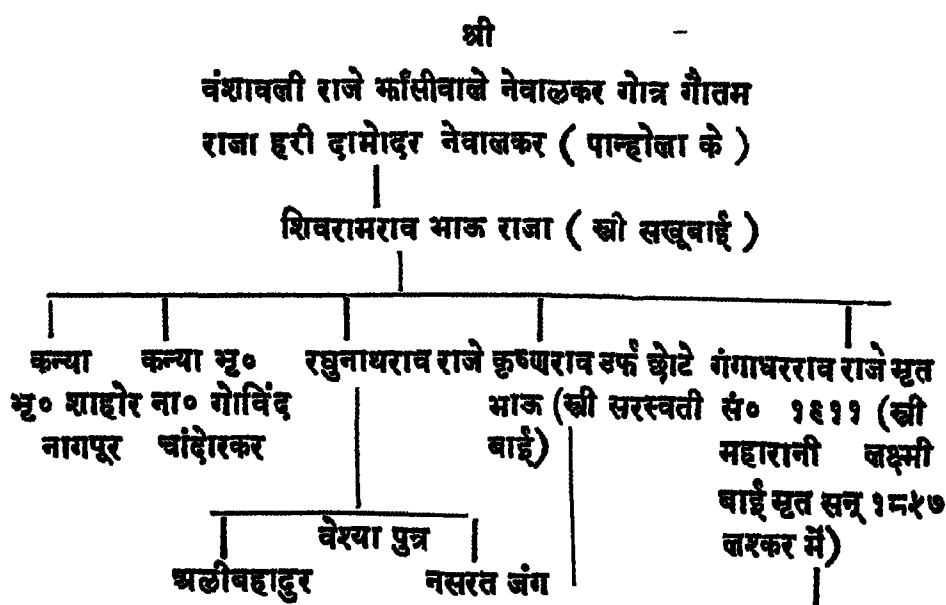 श्री
वंशावली राजे झाँसीवाले नेवालकर गोत्र गौतम
राजा हरी दामोदर नेवालकर ( पान्होला के )
शिवरामराव भाऊ राजा ( स्त्री सखूबाई )
कन्या
भृ० शाहोर
नागपूर
कन्या भृ०
ना० गोविंद
चांदोरकर
रघुनाथराव राजे
कृष्णराव उर्फ छोटे
भाऊ (स्त्री सरस्वती
बाई)
गंगाधरराव राजे मृत
सं० १९११ (स्त्री
महारानी लक्ष्मी
बाई मृत सन् १८५७
लश्कर में)
वेश्या पुत्र
अलीबहादुर
नसरत जंग